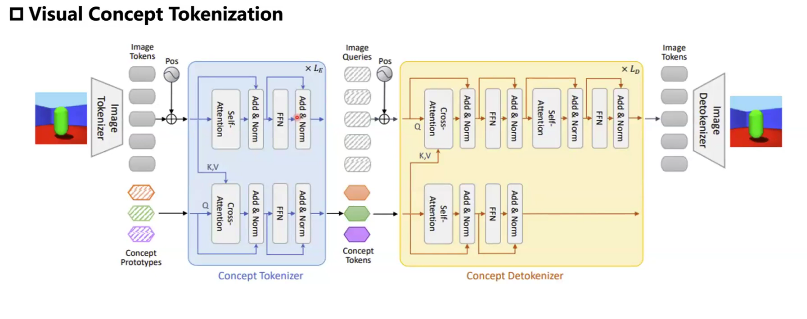 Visual Concept Tokenization
Image
Tokens
Pos
× L_E
Image
Queries
Pos
× L_D
Image
Tokens
Image
Tokenizer
Self-
Attention
Add & Norm
FFN
Add & Norm
Cross-
Attention
Add & Norm
FFN
Add & Norm
Self-
Attention
Add & Norm
FFN
Add & Norm
Image
Detokenizer
Q
K,V
K,V
Q
Cross-
Attention
Add & Norm
FFN
Add & Norm
Self-
Attention
Add & Norm
FFN
Add & Norm
Concept
Prototypes
Concept
Tokens
Concept Tokenizer
Concept Detokenizer